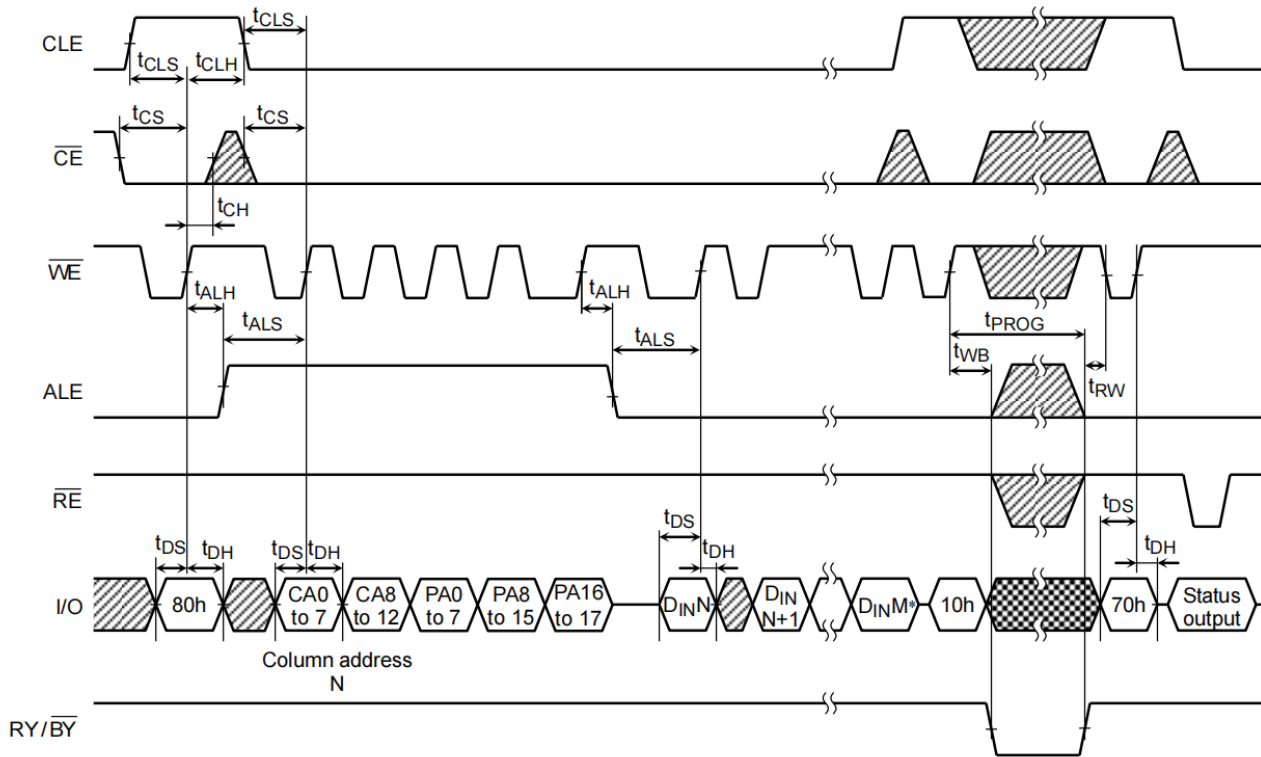 tCLS
CLE
tCLS tCLH
tCS tCS
CE
tCH
WE
tALH tALH
tALS tALS
tPROG
tWB
ALE
tRW
RE
tDS tDH tDS tDH tDS tDH tDS tDH
I/O
80h
CA0
to 7
CA8
to 12
PA0
to 7
PA8
to 15
PA16
to 17
DINN
DIN
N+1
DINM*
10h
70h
Status
output
Column address
N
RY/BY